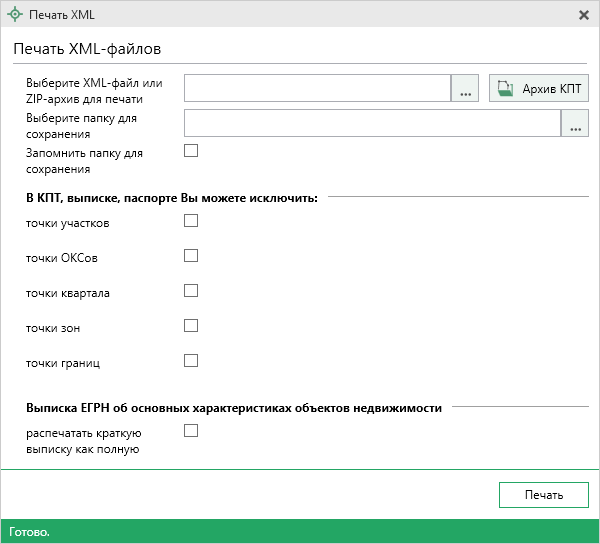 Печать XML
Печать XML-файлов
Выберите XML-файл или
ZIP-архив для печати
...
Архив КПТ
Выберите папку для
сохранения
...
Запомнить папку для
сохранения
В КПТ, выписке, паспорте Вы можете исключить:
точки участков
точки ОКСов
точки квартала
точки зон
точки границ
Выписка ЕГРН об основных характеристиках объектов недвижимости
распечатать краткую
выписку как полную
Печать
Готово.